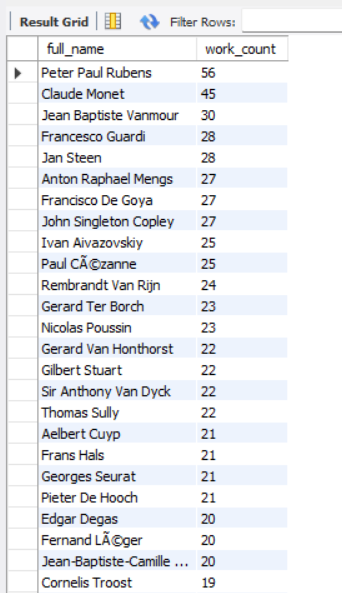 Result Grid Filter Rows:
full_name work_count
Peter Paul Rubens 56
Claude Monet 45
Jean Baptiste Vanmour 30
Francesco Guardi 28
Jan Steen 28
Anton Raphael Mengs 27
Francisco De Goya 27
John Singleton Copley 27
Ivan Aivazovskiy 25
Paul CÃ©zanne 25
Rembrandt Van Rijn 24
Gerard Ter Borch 23
Nicolas Poussin 23
Gerard Van Honthorst 22
Gilbert Stuart 22
Sir Anthony Van Dyck 22
Thomas Sully 22
Aelbert Cuyp 21
Frans Hals 21
Georges Seurat 21
Pieter De Hooch 21
Edgar Degas 20
Fernand LÃ©ger 20
Jean-Baptiste-Camille ... 20
Cornelis Troost 19